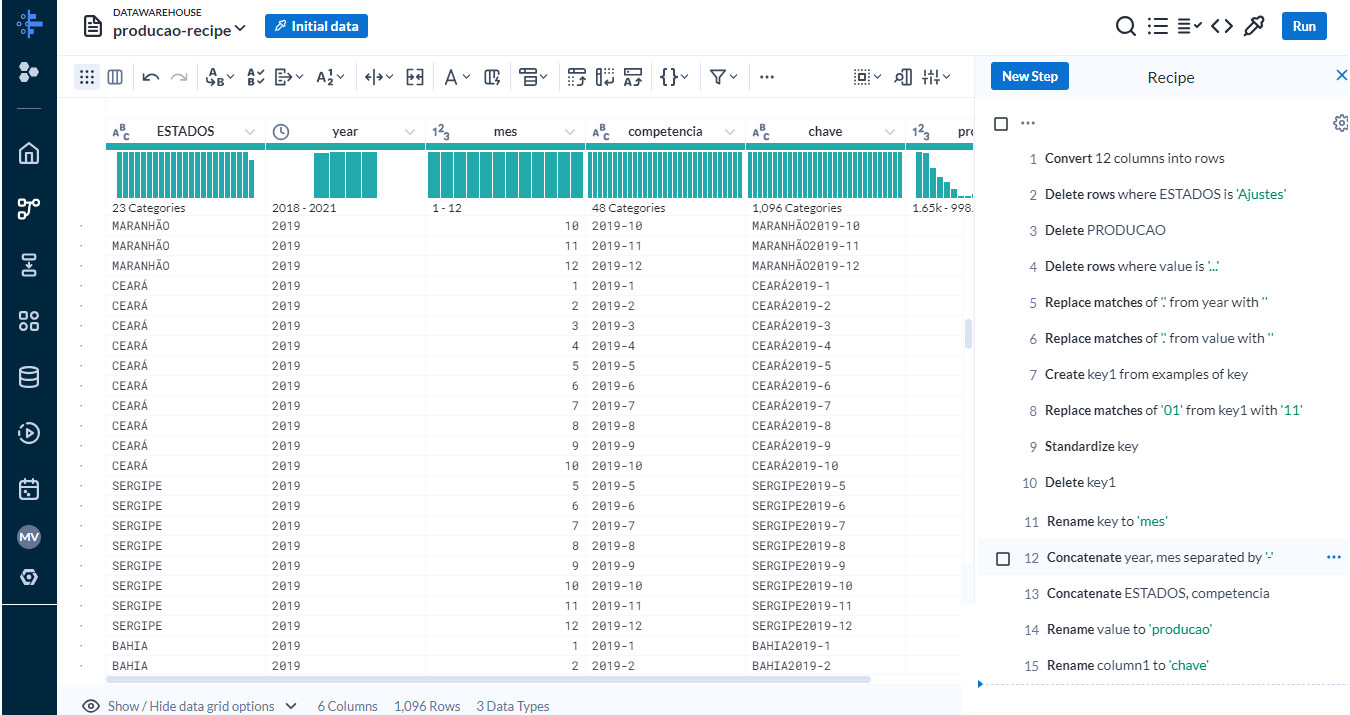 DATAWAREHOUSE
producao-recipe
Initial data
Run
New Step
Recipe
ABC ESTADOS
year
123 mes
ABC competencia
ABC chave
123 pro
23 Categories
2018 - 2021
1 - 12
48 Categories
1,096 Categories
1.65k - 998.
MARANHÃO 2019 10 2019-10 MARANHÃO2019-10
MARANHÃO 2019 11 2019-11 MARANHÃO2019-11
MARANHÃO 2019 12 2019-12 MARANHÃO2019-12
CEARÁ 2019 1 2019-1 CEARÁ2019-1
CEARÁ 2019 2 2019-2 CEARÁ2019-2
CEARÁ 2019 3 2019-3 CEARÁ2019-3
CEARÁ 2019 4 2019-4 CEARÁ2019-4
CEARÁ 2019 5 2019-5 CEARÁ2019-5
CEARÁ 2019 6 2019-6 CEARÁ2019-6
CEARÁ 2019 7 2019-7 CEARÁ2019-7
CEARÁ 2019 8 2019-8 CEARÁ2019-8
CEARÁ 2019 9 2019-9 CEARÁ2019-9
CEARÁ 2019 10 2019-10 CEARÁ2019-10
SERGIPE 2019 5 2019-5 SERGIPE2019-5
SERGIPE 2019 6 2019-6 SERGIPE2019-6
SERGIPE 2019 7 2019-7 SERGIPE2019-7
SERGIPE 2019 8 2019-8 SERGIPE2019-8
SERGIPE 2019 9 2019-9 SERGIPE2019-9
SERGIPE 2019 10 2019-10 SERGIPE2019-10
SERGIPE 2019 11 2019-11 SERGIPE2019-11
SERGIPE 2019 12 2019-12 SERGIPE2019-12
BAHIA 2019 1 2019-1 BAHIA2019-1
BAHIA 2019 2 2019-2 BAHIA2019-2
Show / Hide data grid options
6 Columns
1,096 Rows
3 Data Types
MV
1 Convert 12 columns into rows
2 Delete rows where ESTADOS is 'Ajustes'
3 Delete PRODUCAO
4 Delete rows where value is '...'
5 Replace matches of '.' from year with ''
6 Replace matches of '.' from value with ''
7 Create key1 from examples of key
8 Replace matches of '01' from key1 with '11'
9 Standardize key
10 Delete key1
11 Rename key to 'mes'
12 Concatenate year, mes separated by '-'
13 Concatenate ESTADOS, competencia
14 Rename value to 'producao'
15 Rename column1 to 'chave'